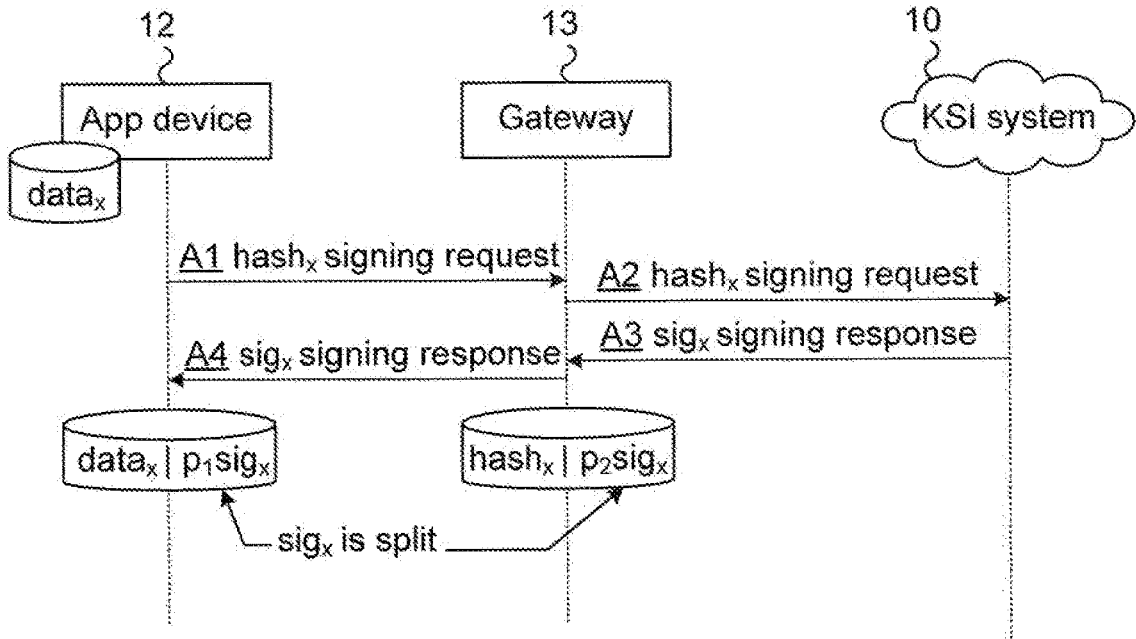 12
13
10
App device
Gateway
KSI system
dataₓ
A1 hashₓ signing request
A2 hashₓ signing request
A3 sigₓ signing response
A4 sigₓ signing response
dataₓ | p₁sigₓ
hashₓ | p₂sigₓ
sigₓ is split